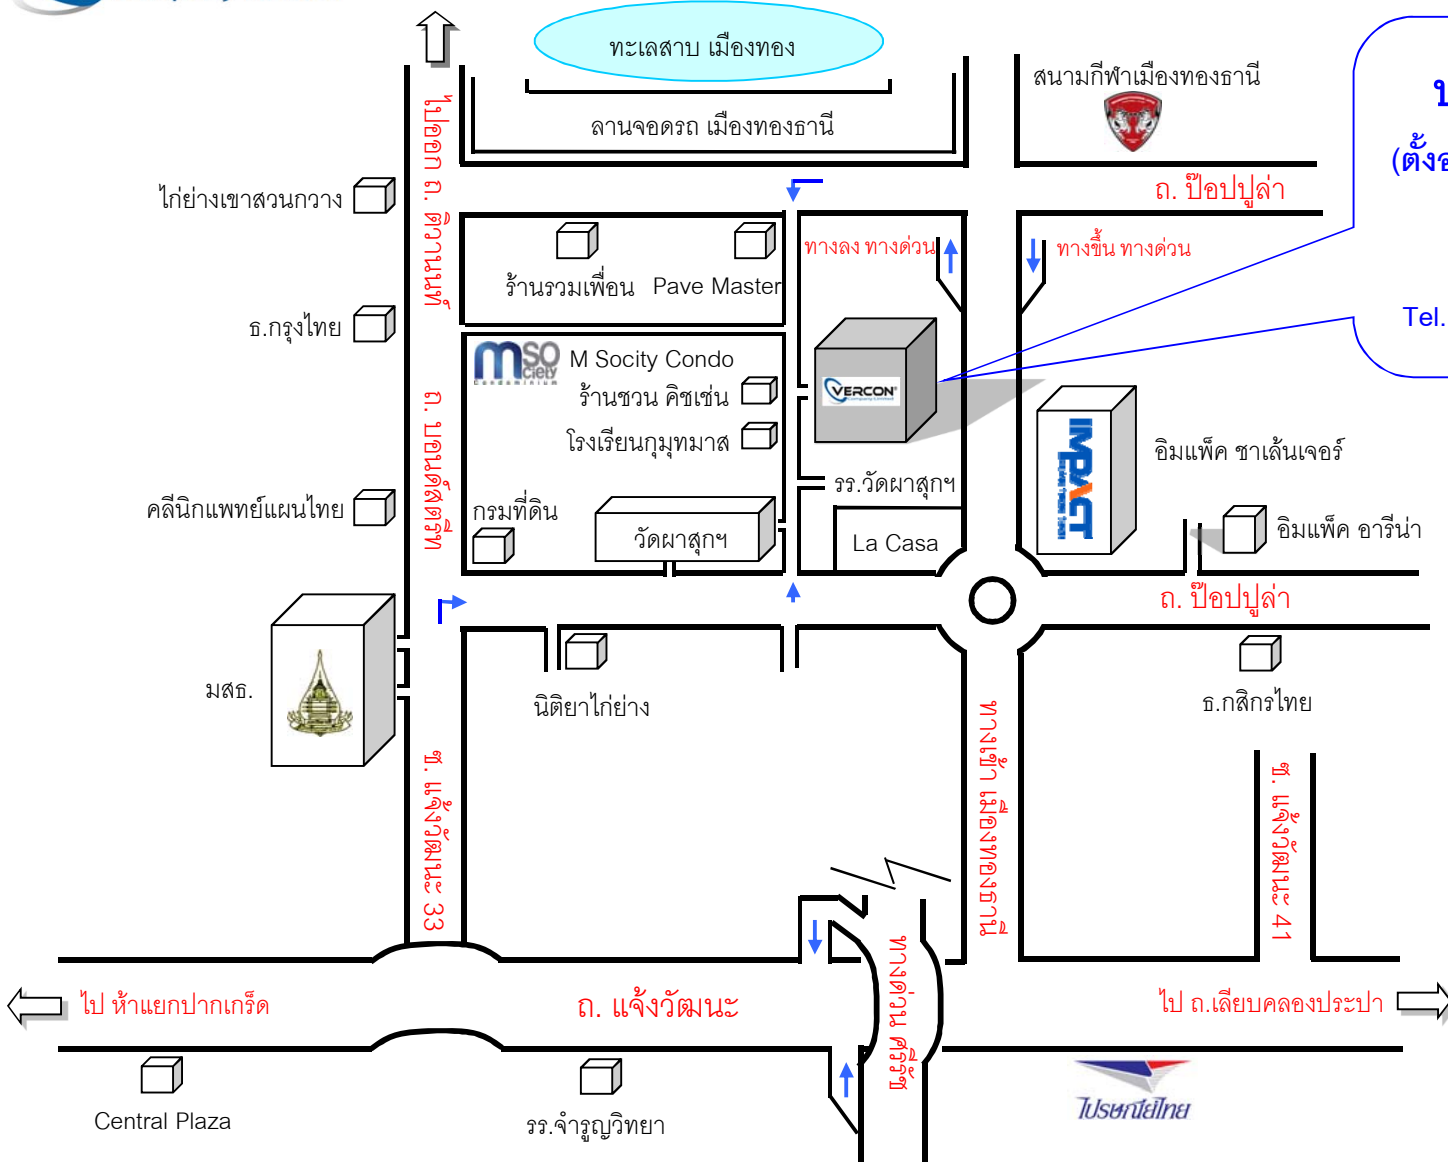 ทะเลสาบ เมืองทอง
สนามกีฬาเมืองทองธานี
ลานจอดรถ เมืองทองธานี
(ตั้งอ
ไก่ย่างเขาสวนกวาง
ไปออก ถ. ติวานนท์
ถ. ป๊อปปูล่า
ทางลง ทางด่วน
ทางขึ้น ทางด่วน
ร้านรวมเพื่อน
Pave Master
ธ.กรุงไทย
Tel.
mSO
ciety
Condominium
M Socity Condo
ร้านชวน คิชเช่น
โรงเรียนกุมุทมาส
VERCON
Company Limited
IMPACT
อิมแพ็ค ชาเล้นเจอร์
ถ. บอนด์สตรีท
คลีนิกแพทย์แผนไทย
กรมที่ดิน
วัดผาสุกฯ
รร.วัดผาสุกฯ
La Casa
อิมแพ็ค อารีน่า
ถ. ป๊อปปูล่า
มสธ.
นิติยาไก่ย่าง
ธ.กสิกรไทย
ซ. แจ้งวัฒนะ 33
ทางเข้า เมืองทองธานี
ซ. แจ้งวัฒนะ 41
ไป ห้าแยกปากเกร็ด
ถ. แจ้งวัฒนะ
ทางด่วน ศรีรัช
ไป ถ.เลียบคลองประปา
Central Plaza
รร.จำรูญวิทยา
ไปรษณีย์ไทย